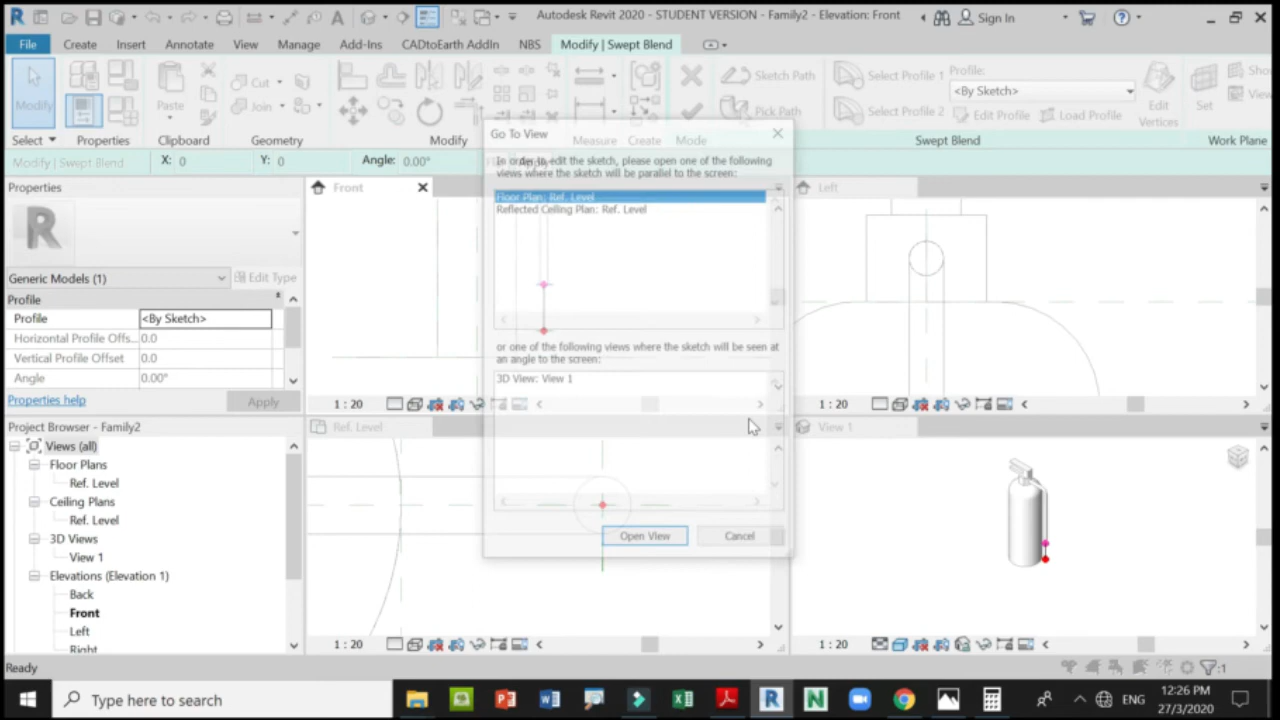 Autodesk Revit 2020 - STUDENT VERSION - Family2 - Elevation: Front
Sign In
File Create Insert Annotate View Manage Add-Ins CADtoEarth AddIn NBS Modify | Swept Blend
Modify
Paste
Cut
Join
Sketch Path
Pick Path
Select Profile 1
Select Profile 2
Profile:
(By Sketch>
Edit Profile
Load Profile
Edit Vertices
Set
Select Properties Clipboard Geometry Modify Measure Create Mode Swept Blend Work Plane
Modify | Swept Blend X: 0 Y: 0 Angle: 0.00°
Go To View
In order to edit the sketch, please open one of the following
views where the sketch will be parallel to the screen:
Floor Plan: Ref. Level
Reflected Ceiling Plan: Ref. Level
or one of the following views where the sketch will be seen at
an angle to the screen:
3D View: View 1
Open View Cancel
Properties
R
Generic Models (1) Edit Type
Profile
Profile <By Sketch>
Horizontal Profile Offs... 0.0
Vertical Profile Offset 0.0
Angle 0.00°
Properties help Apply
Project Browser - Family2
Views (all)
Floor Plans
Ref. Level
Ceiling Plans
Ref. Level
3D Views
View 1
Elevations (Elevation 1)
Back
Front
Left
Right
Front
1 : 20
Left
1 : 20
Ref. Level
1 : 20
View 1
1 : 20
Ready
:1
Type here to search
ENG
12:26 PM
27/3/2020